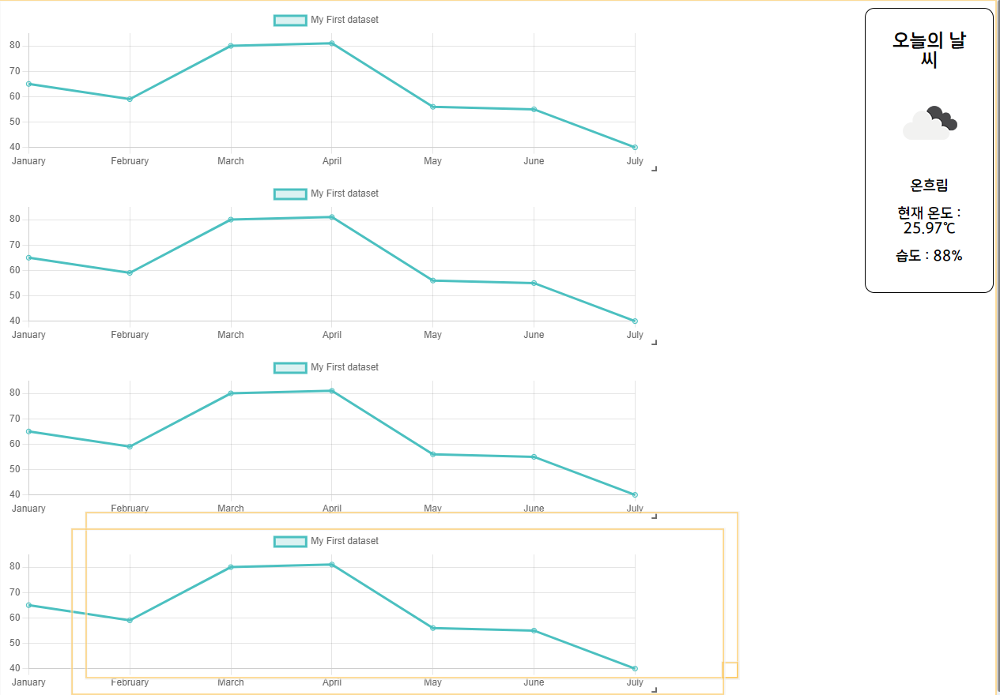 My First dataset
80
70
60
50
40
January February March April May June July
My First dataset
80
70
60
50
40
January February March April May June July
My First dataset
80
70
60
50
40
January February March April May June July
My First dataset
80
70
60
50
40
January February March April May June July
오늘의 날
씨
온흐림
현재 온도 :
25.97℃
습도 : 88%